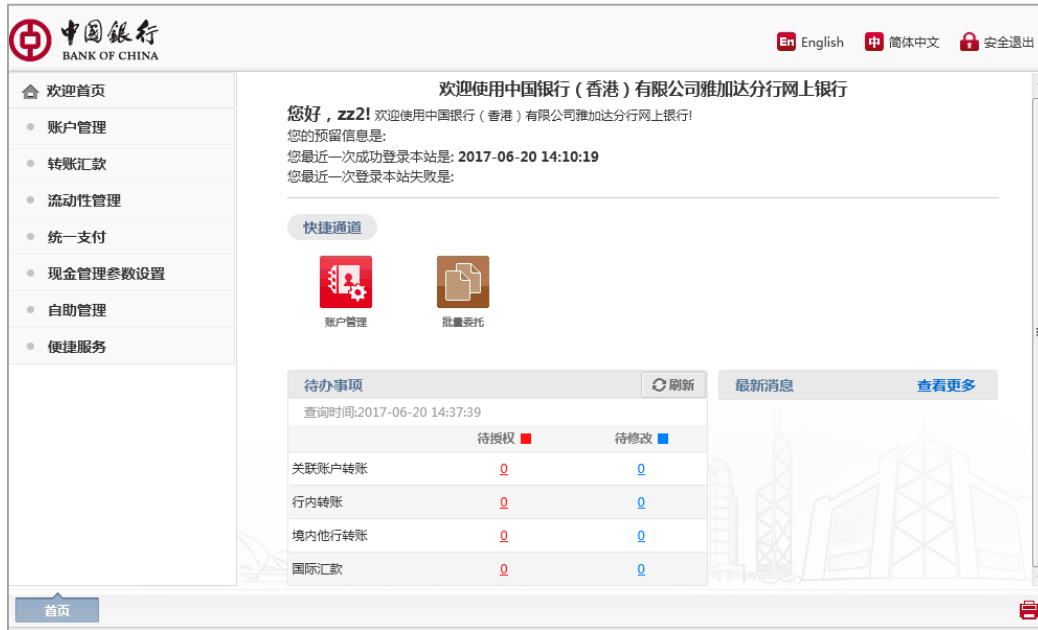 中国银行
BANK OF CHINA
En English 中 简体中文 安全退出
欢迎首页
账户管理
转账汇款
流动性管理
统一支付
现金管理参数设置
自助管理
便捷服务
欢迎使用中国银行（香港）有限公司雅加达分行网上银行
您好，zz2! 欢迎使用中国银行（香港）有限公司雅加达分行网上银行!
您的预留信息是:
您最近一次成功登录本站是: 2017-06-20 14:10:19
您最近一次登录本站失败是:
快捷通道
账户管理 批量委托
待办事项 刷新
查询时间:2017-06-20 14:37:39
待授权 待修改
关联账户转账 0 0
行内转账 0 0
境内他行转账 0 0
国际汇款 0 0
最新消息 查看更多
首页